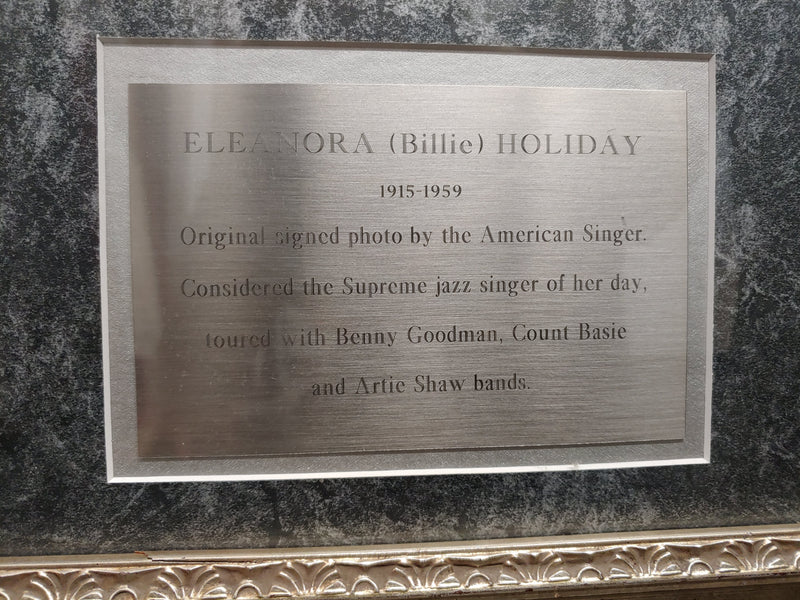 ELEANORA (Billie) HOLIDAY
1915-1959
Original signed photo by the American Singer.
Considered the Supreme jazz singer of her day,
toured with Benny Goodman, Count Basie
and Artie Shaw bands.